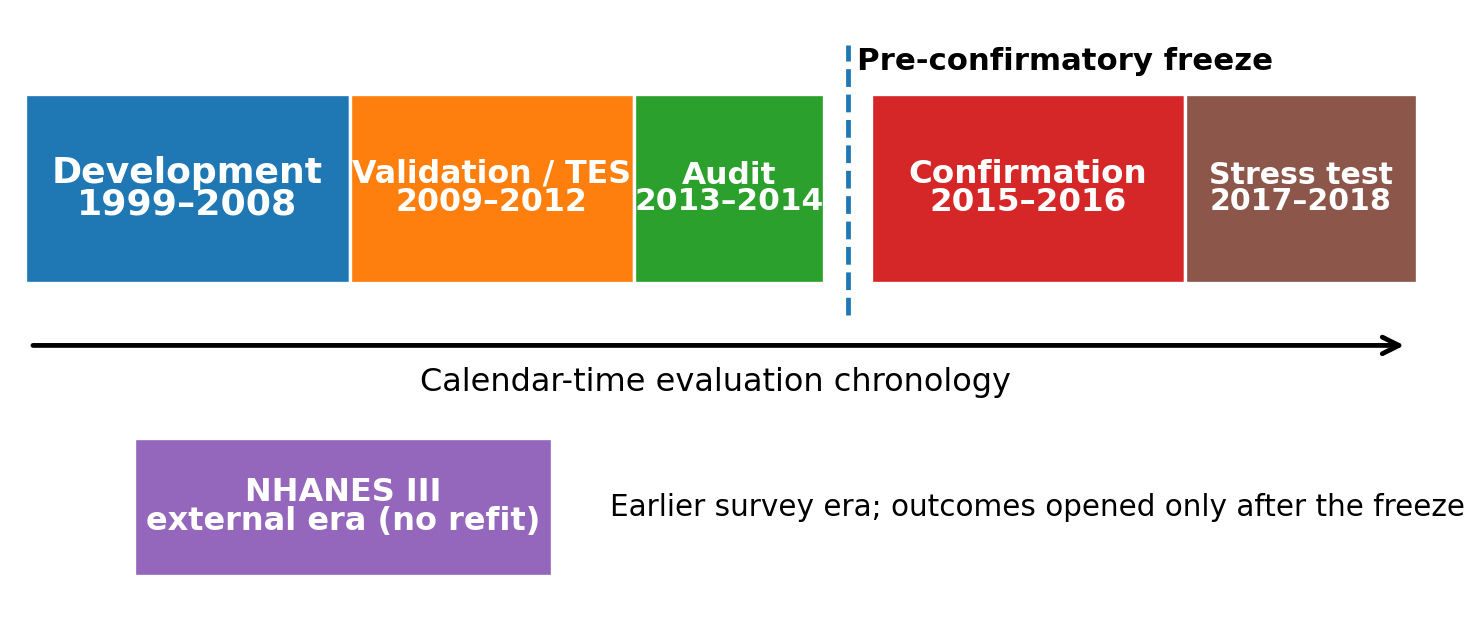 Pre-confirmatory freeze
Development
1999–2008
Validation / TES
2009–2012
Audit
2013–2014
Confirmation
2015–2016
Stress test
2017–2018
Calendar-time evaluation chronology
NHANES III
external era (no refit)
Earlier survey era; outcomes opened only after the freeze